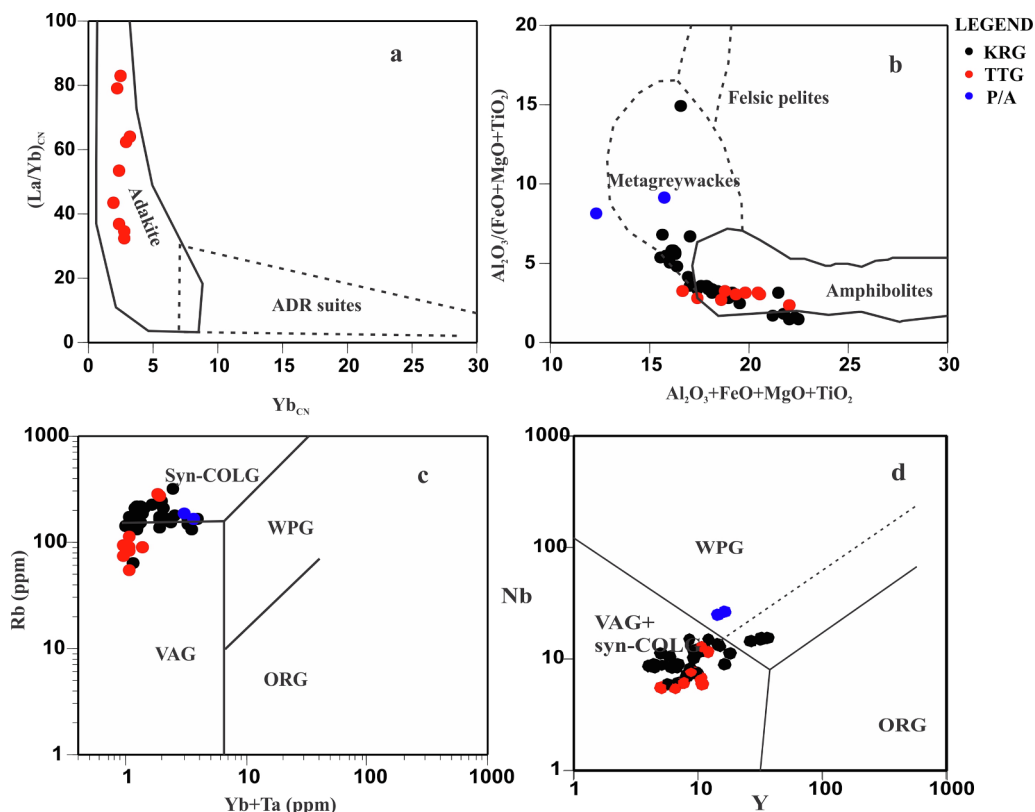 100
80
60
40
20
0
(La/Yb)CN
a
Adakite
ADR suites
0 5 10 15 20 25 30
YbCN
20
15
10
5
0
Al2O3/(FeO+MgO+TiO2)
b
Felsic pelites
Metagreywackes
Amphibolites
10 15 20 25 30
Al2O3+FeO+MgO+TiO2
LEGEND
KRG
TTG
P/A
1000
100
10
1
Rb (ppm)
Syn-COLG
c
WPG
VAG
ORG
1 10 100 1000
Yb+Ta (ppm)
1000
100
10
1
Nb
d
WPG
VAG+
syn-COLG
ORG
1 10 100 1000
Y